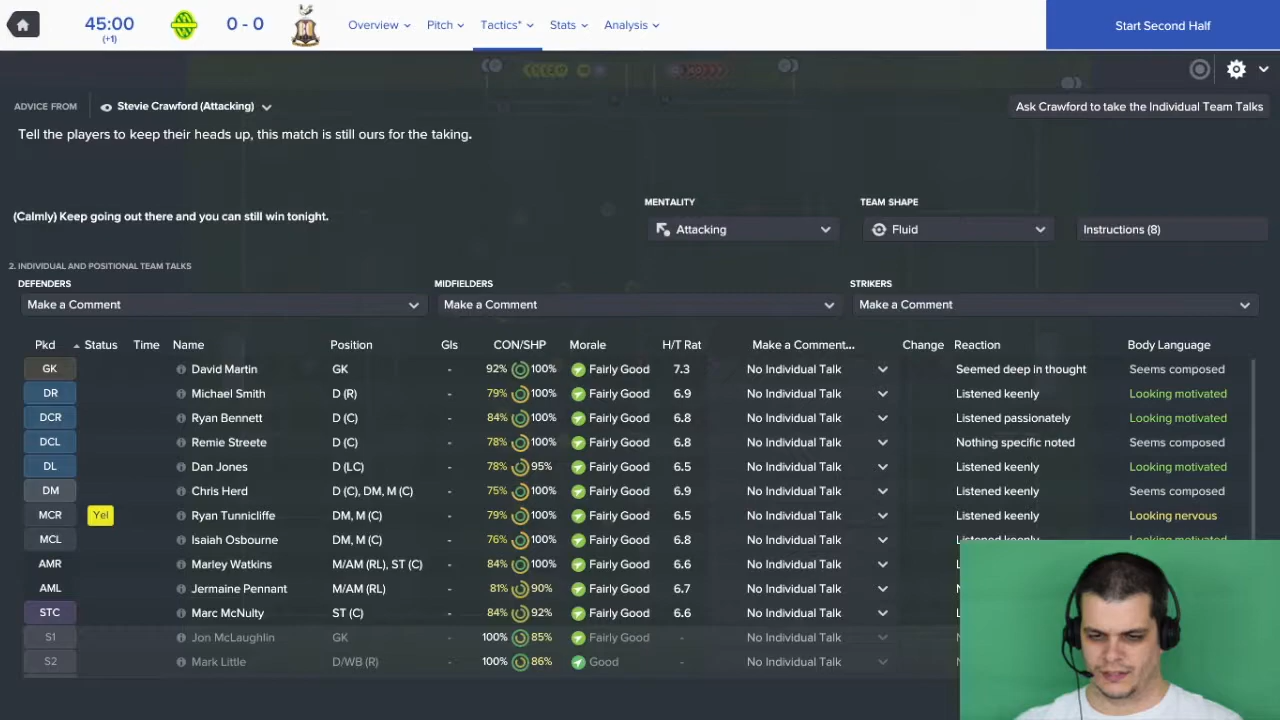 45:00
(+1)
0 - 0
Overview
Pitch
Tactics*
Stats
Analysis
Start Second Half
ADVICE FROM
Stevie Crawford (Attacking)
Ask Crawford to take the Individual Team Talks
Tell the players to keep their heads up, this match is still ours for the taking.
(Calmly) Keep going out there and you can still win tonight.
MENTALITY
TEAM SHAPE
Attacking
Fluid
Instructions (8)
2. INDIVIDUAL AND POSITIONAL TEAM TALKS
DEFENDERS
MIDFIELDERS
STRIKERS
Make a Comment
Make a Comment
Make a Comment
Pkd Status Time Name Position Gls CON/SHP Morale H/T Rat Make a Comment... Change Reaction Body Language
GK David Martin GK - 92% 100% Fairly Good 7.3 No Individual Talk Seemed deep in thought Seems composed
DR Michael Smith D (R) - 79% 100% Fairly Good 6.9 No Individual Talk Listened keenly Looking motivated
DCR Ryan Bennett D (C) - 84% 100% Fairly Good 6.8 No Individual Talk Listened passionately Looking motivated
DCL Remie Streete D (C) - 78% 100% Fairly Good 6.8 No Individual Talk Nothing specific noted Seems composed
DL Dan Jones D (LC) - 78% 95% Fairly Good 6.5 No Individual Talk Listened keenly Looking motivated
DM Chris Herd D (C), DM, M (C) - 75% 100% Fairly Good 6.9 No Individual Talk Listened keenly Seems composed
MCR Yel Ryan Tunnicliffe DM, M (C) - 79% 100% Fairly Good 6.5 No Individual Talk Listened keenly Looking nervous
MCL Isaiah Osbourne DM, M (C) - 76% 100% Fairly Good 6.8 No Individual Talk Listened keenly Looking motivated
AMR Marley Watkins M/AM (RL), ST (C) - 84% 100% Fairly Good 6.6 No Individual Talk
AML Jermaine Pennant M/AM (RL) - 81% 90% Fairly Good 6.7 No Individual Talk
STC Marc McNulty ST (C) - 84% 92% Fairly Good 6.6 No Individual Talk
S1 Jon McLaughlin GK 100% 85% Fairly Good - No Individual Talk
S2 Mark Little D/WB (R) 100% 86% Good - No Individual Talk